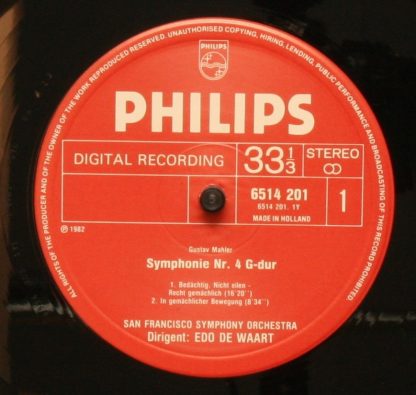 ALL RIGHTS OF THE PRODUCER AND OF THE OWNER OF THE WORK REPRODUCED RESERVED. UNAUTHORISED COPYING, HIRING, LENDING, PUBLIC PERFORMANCE AND BROADCASTING OF THIS RECORD PROHIBITED.
PHILIPS
PHILIPS
DIGITAL RECORDING
33 1/3
STEREO
6514 201
6514 201. 1Y
MADE IN HOLLAND
1
℗ 1982
Gustav Mahler
Symphonie Nr. 4 G-dur
1. Bedächtig, Nicht eilen -
Recht gemächlich (16'20'')
2. In gemächlicher Bewegung (8'34'')
SAN FRANCISCO SYMPHONY ORCHESTRA
Dirigent: EDO DE WAART